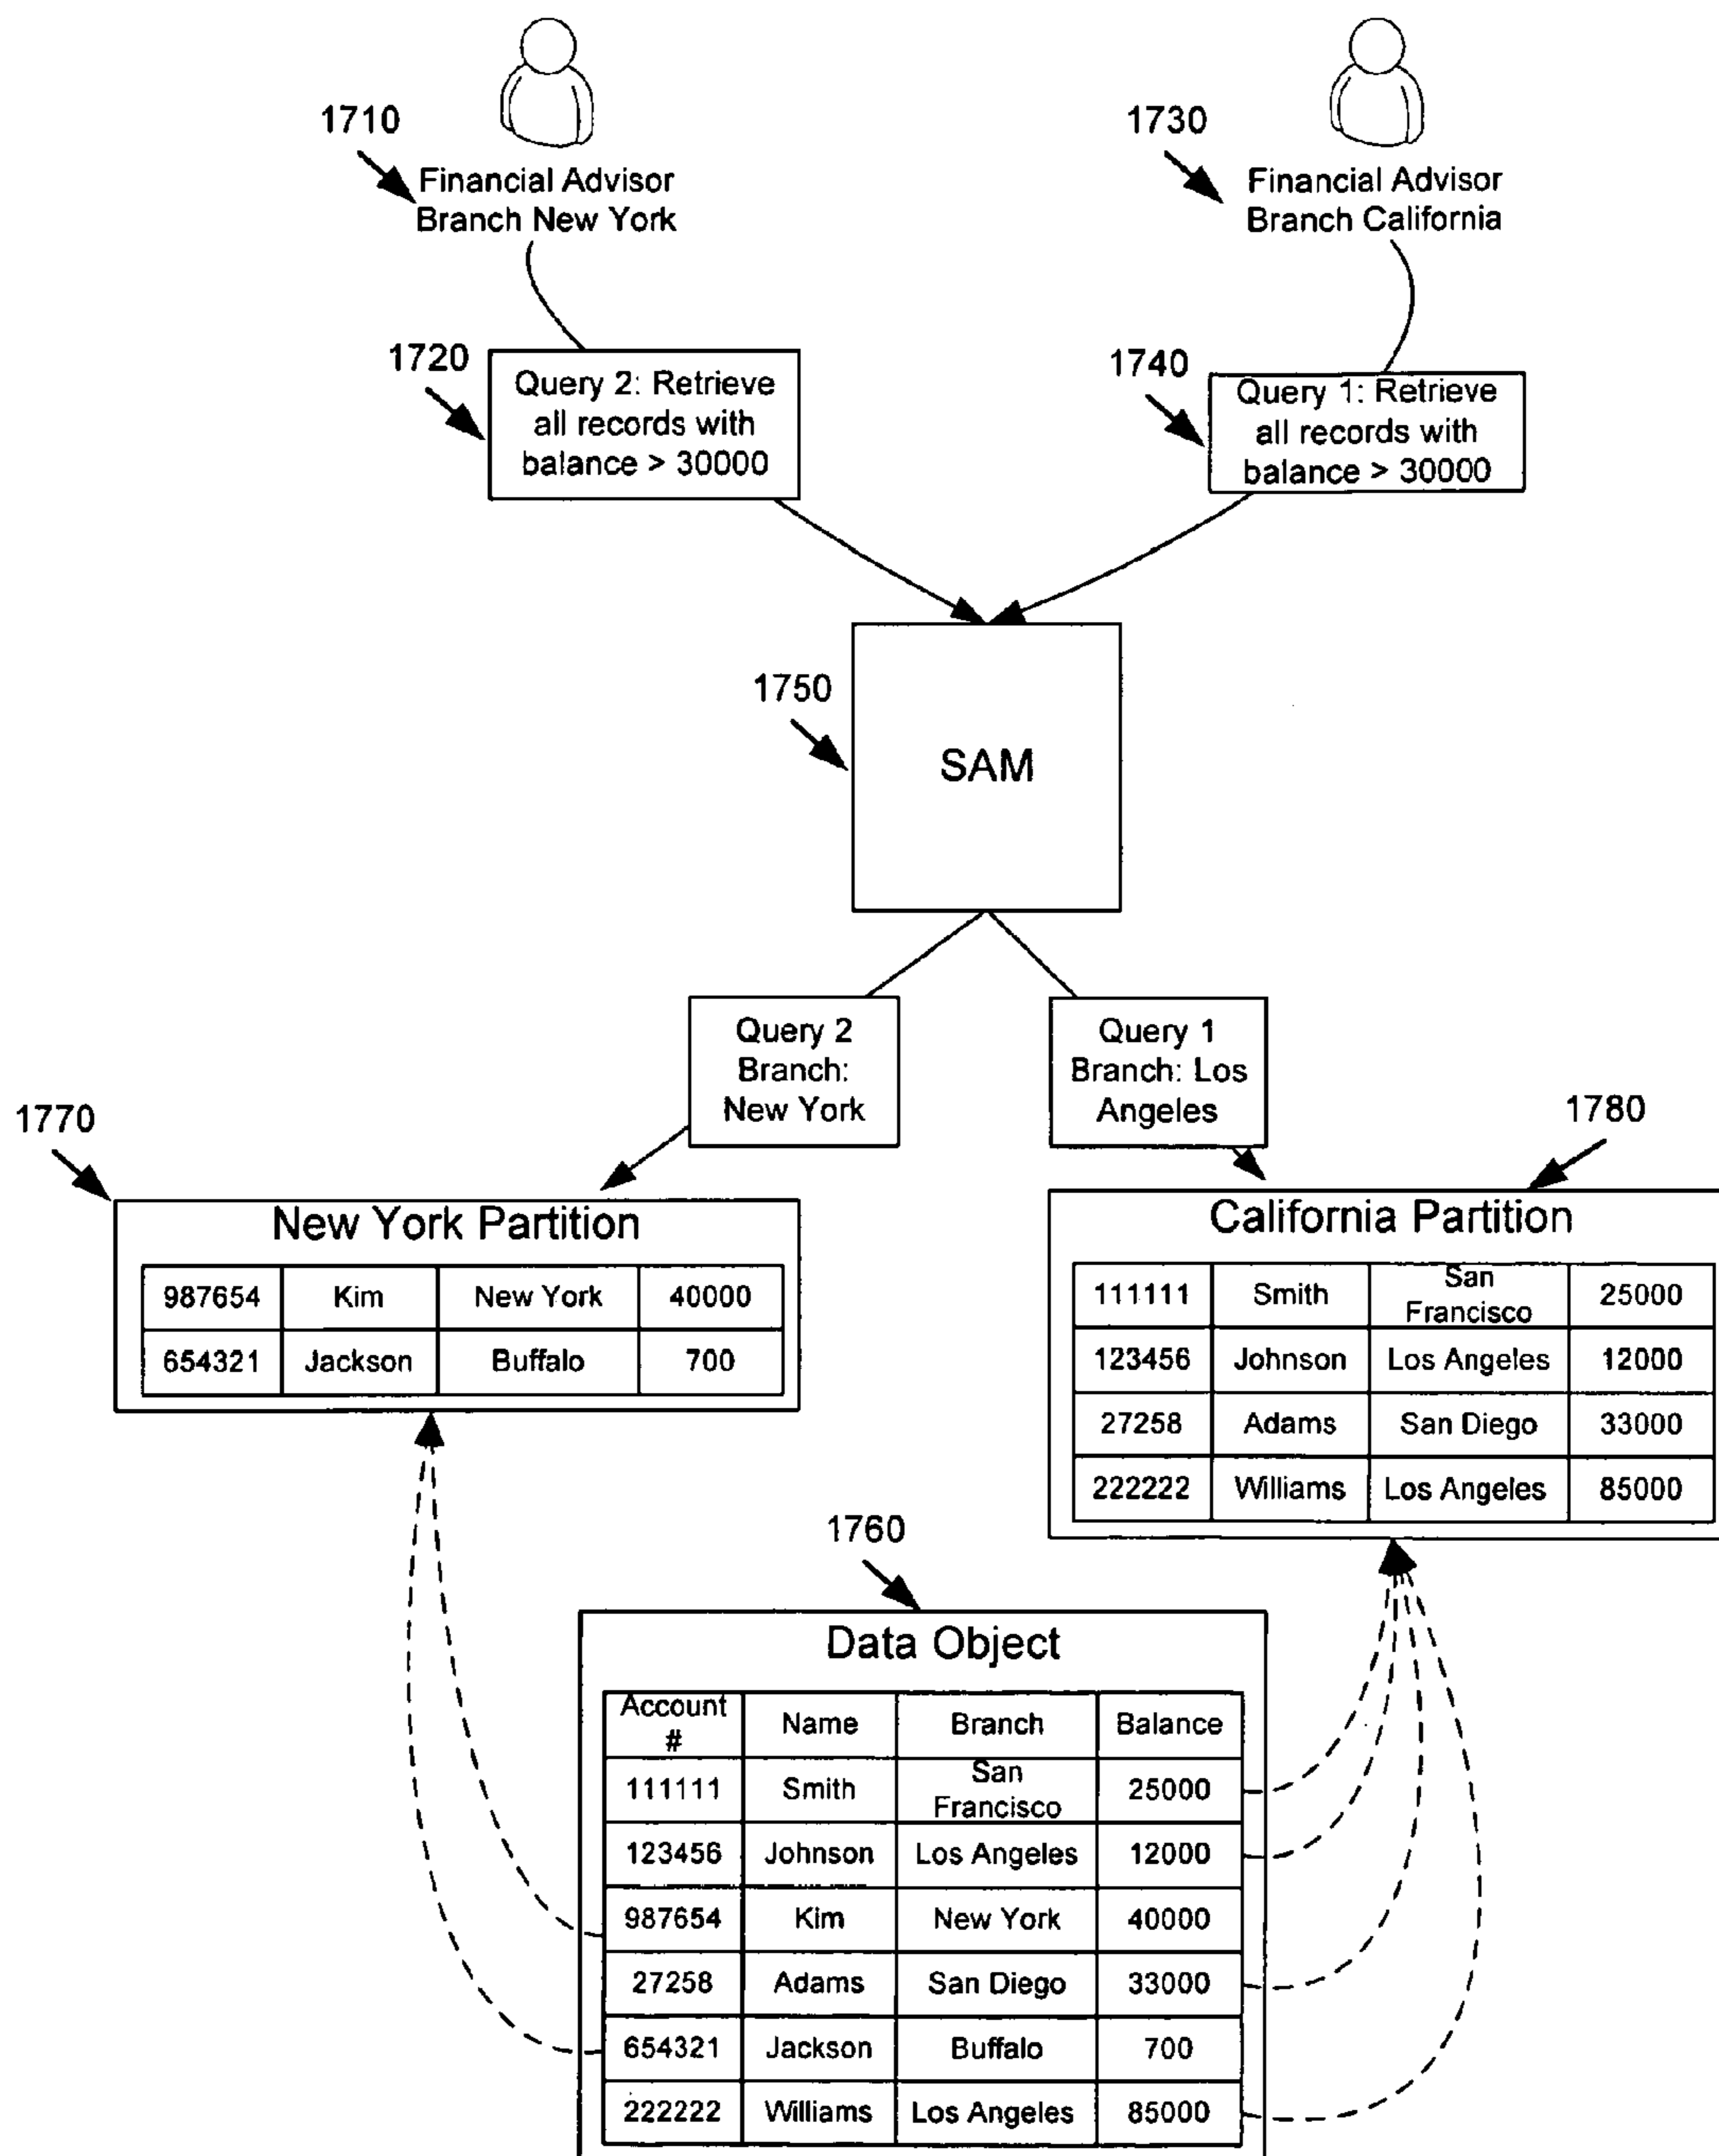 1710
Financial Advisor
Branch New York
1730
Financial Advisor
Branch California
1720
Query 2: Retrieve
all records with
balance > 30000
1740
Query 1: Retrieve
all records with
balance > 30000
1750
SAM
Query 2
Branch:
New York
Query 1
Branch: Los
Angeles
1770
New York Partition
987654 Kim New York 40000
654321 Jackson Buffalo 700
1780
California Partition
111111 Smith San Francisco 25000
123456 Johnson Los Angeles 12000
27258 Adams San Diego 33000
222222 Williams Los Angeles 85000
1760
Data Object
Account # Name Branch Balance
111111 Smith San Francisco 25000
123456 Johnson Los Angeles 12000
987654 Kim New York 40000
27258 Adams San Diego 33000
654321 Jackson Buffalo 700
222222 Williams Los Angeles 85000